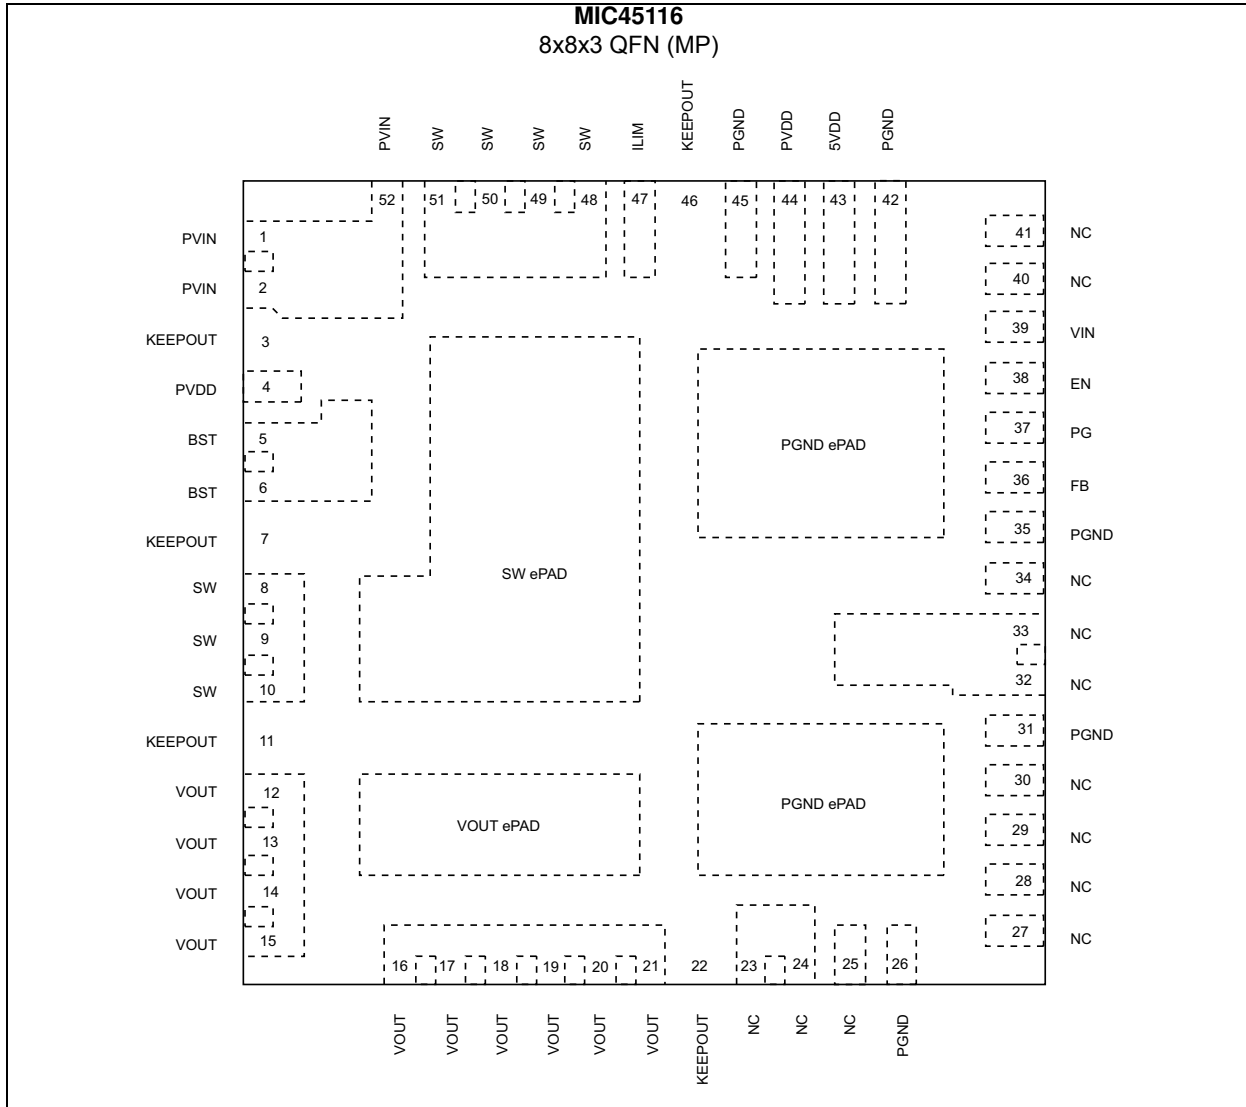 MIC45116
8x8x3 QFN (MP)
PVIN
SW
SW
SW
SW
ILIM
KEEPOUT
PGND
PVDD
5VDD
PGND
52 51 50 49 48 47 46 45 44 43 42
PVIN 1
PVIN 2
KEEPOUT 3
PVDD 4
BST 5
BST 6
KEEPOUT 7
SW 8
SW 9
SW 10
KEEPOUT 11
VOUT 12
VOUT 13
VOUT 14
VOUT 15
PGND ePAD
SW ePAD
PGND ePAD
VOUT ePAD
41 NC
40 NC
39 VIN
38 EN
37 PG
36 FB
35 PGND
34 NC
33 NC
32 NC
31 PGND
30 NC
29 NC
28 NC
27 NC
16 17 18 19 20 21 22 23 24 25 26
VOUT
VOUT
VOUT
VOUT
VOUT
VOUT
KEEPOUT
NC
NC
NC
PGND